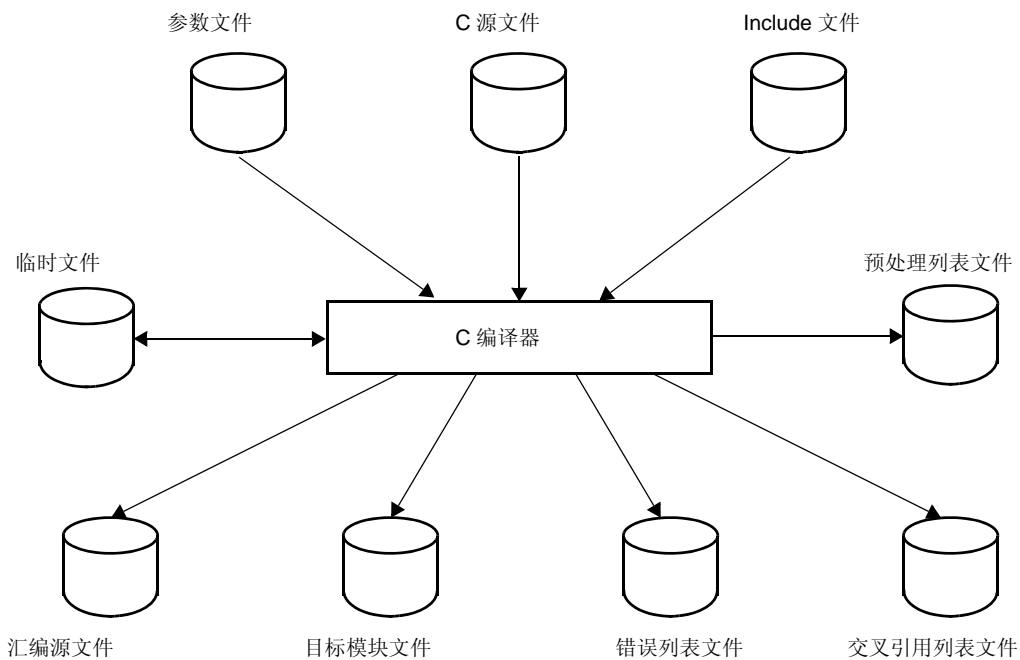 参数文件
C 源文件
Include 文件
临时文件
预处理列表文件
C 编译器
汇编源文件
目标模块文件
错误列表文件
交叉引用列表文件